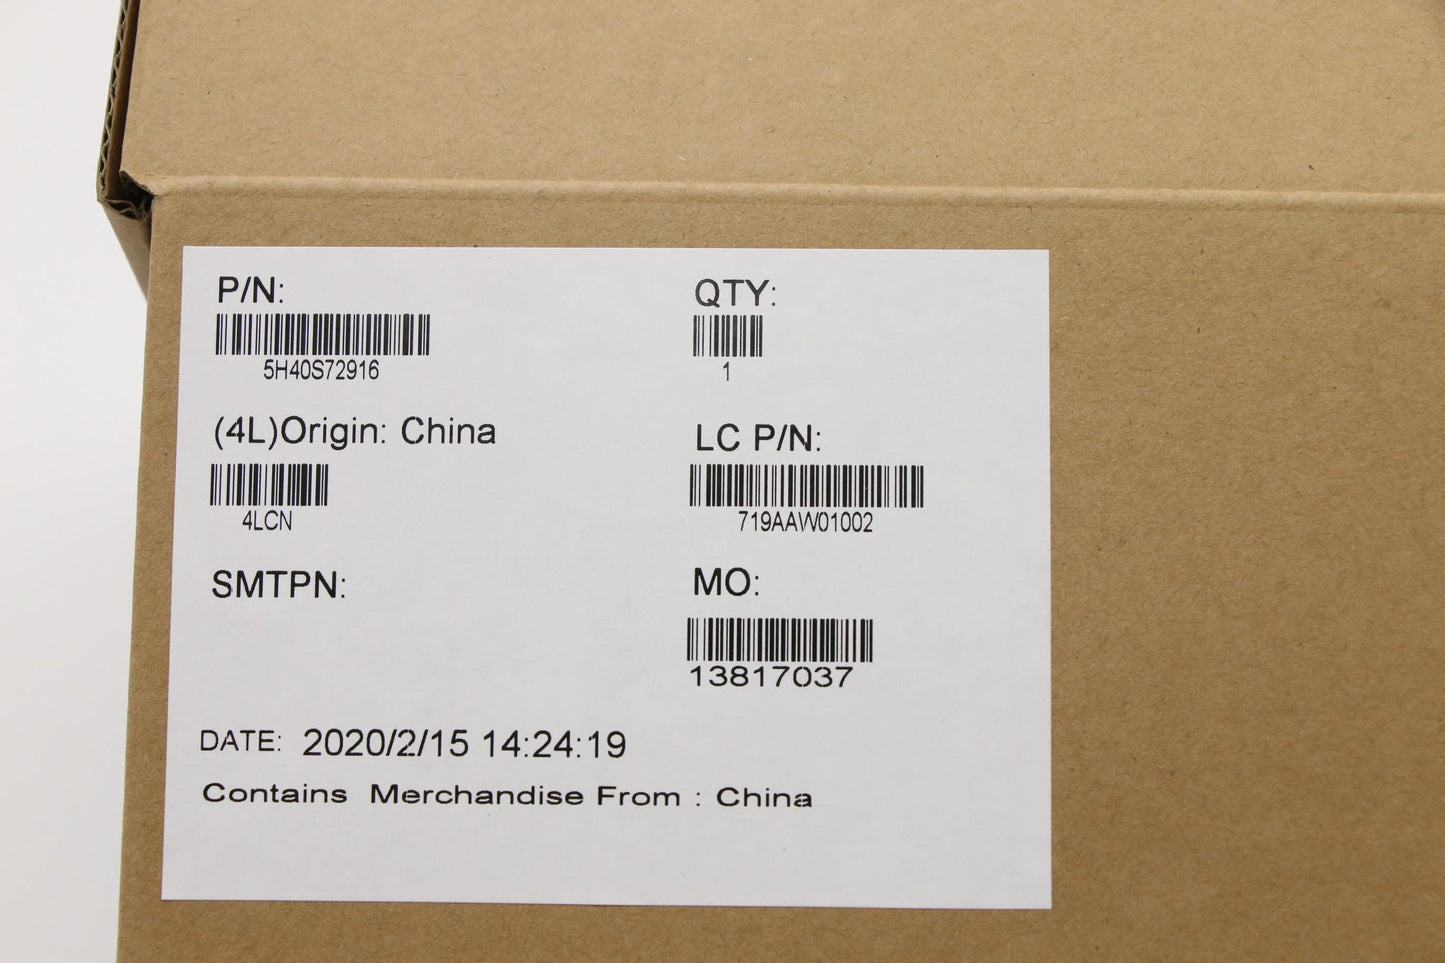 P/N:
5H40S72916
QTY:
1
(4L)Origin: China
4LCN
LC P/N:
719AAW01002
SMTPN:
MO:
13817037
DATE: 2020/2/15 14:24:19
Contains Merchandise From : China